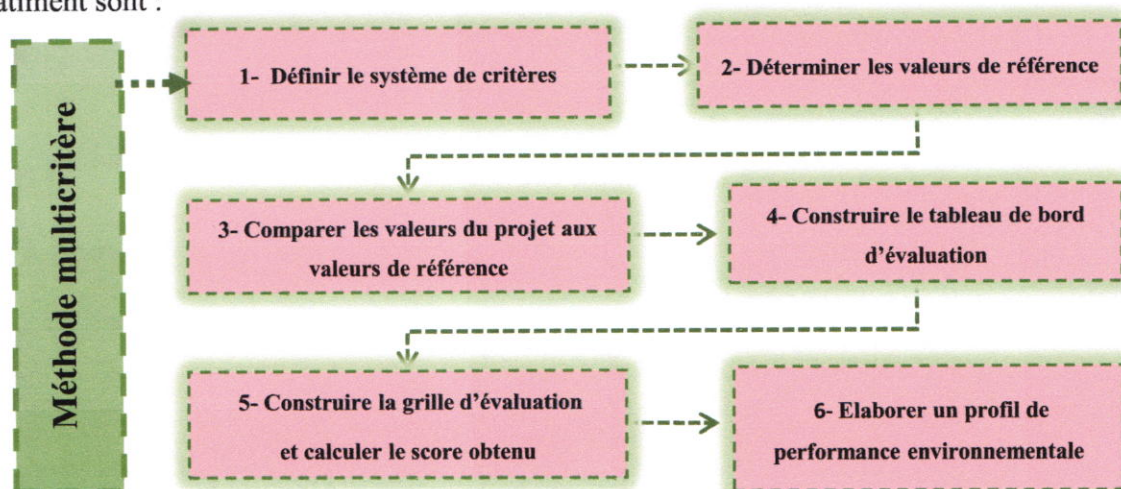 bâtiment sont :
Méthode multicritère
1- Définir le système de critères
2- Déterminer les valeurs de référence
3- Comparer les valeurs du projet aux
valeurs de référence
4- Construire le tableau de bord
d'évaluation
5- Construire la grille d'évaluation
et calculer le score obtenu
6- Elaborer un profil de
performance environnementale